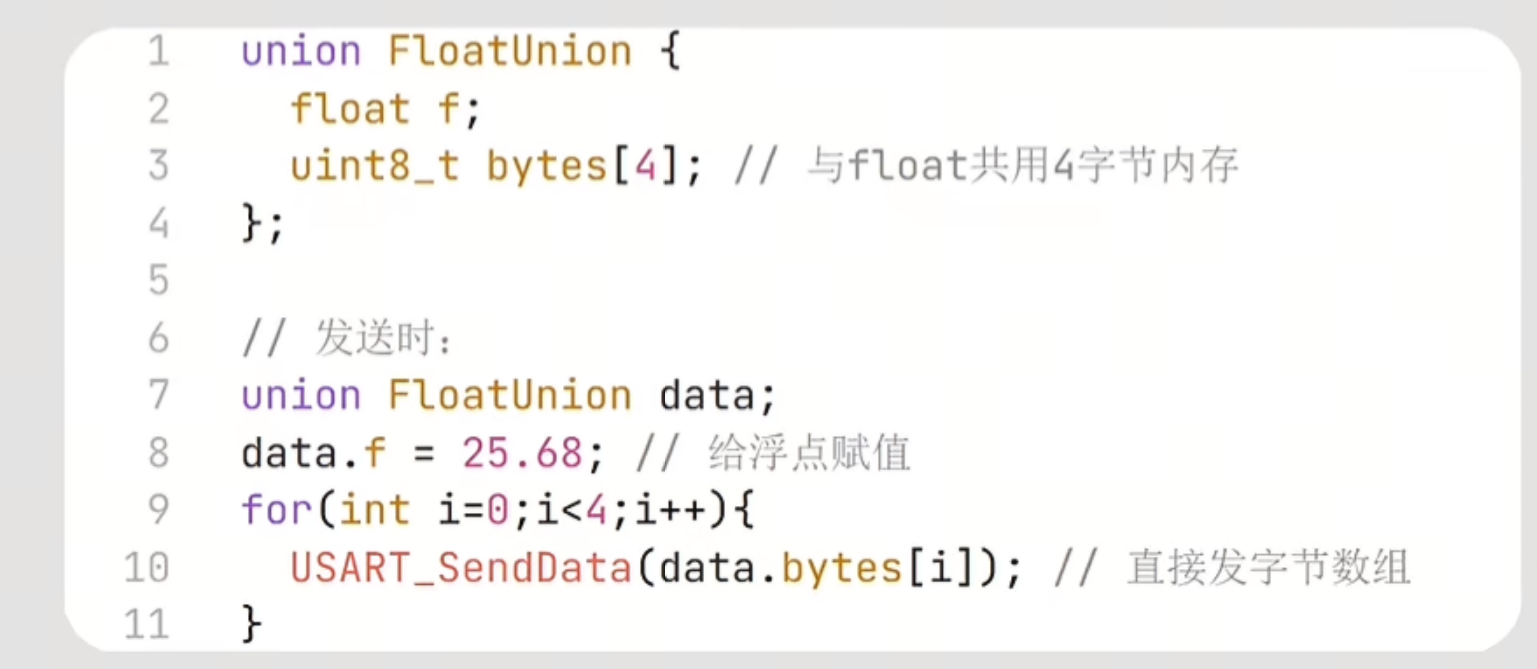 1 union FloatUnion {
2 float f;
3 uint8_t bytes[4]; // 与float共用4字节内存
4 };
5
6 // 发送时：
7 union FloatUnion data;
8 data.f = 25.68; // 给浮点赋值
9 for(int i=0;i<4;i++){
10 USART_SendData(data.bytes[i]); // 直接发字节数组
11 }